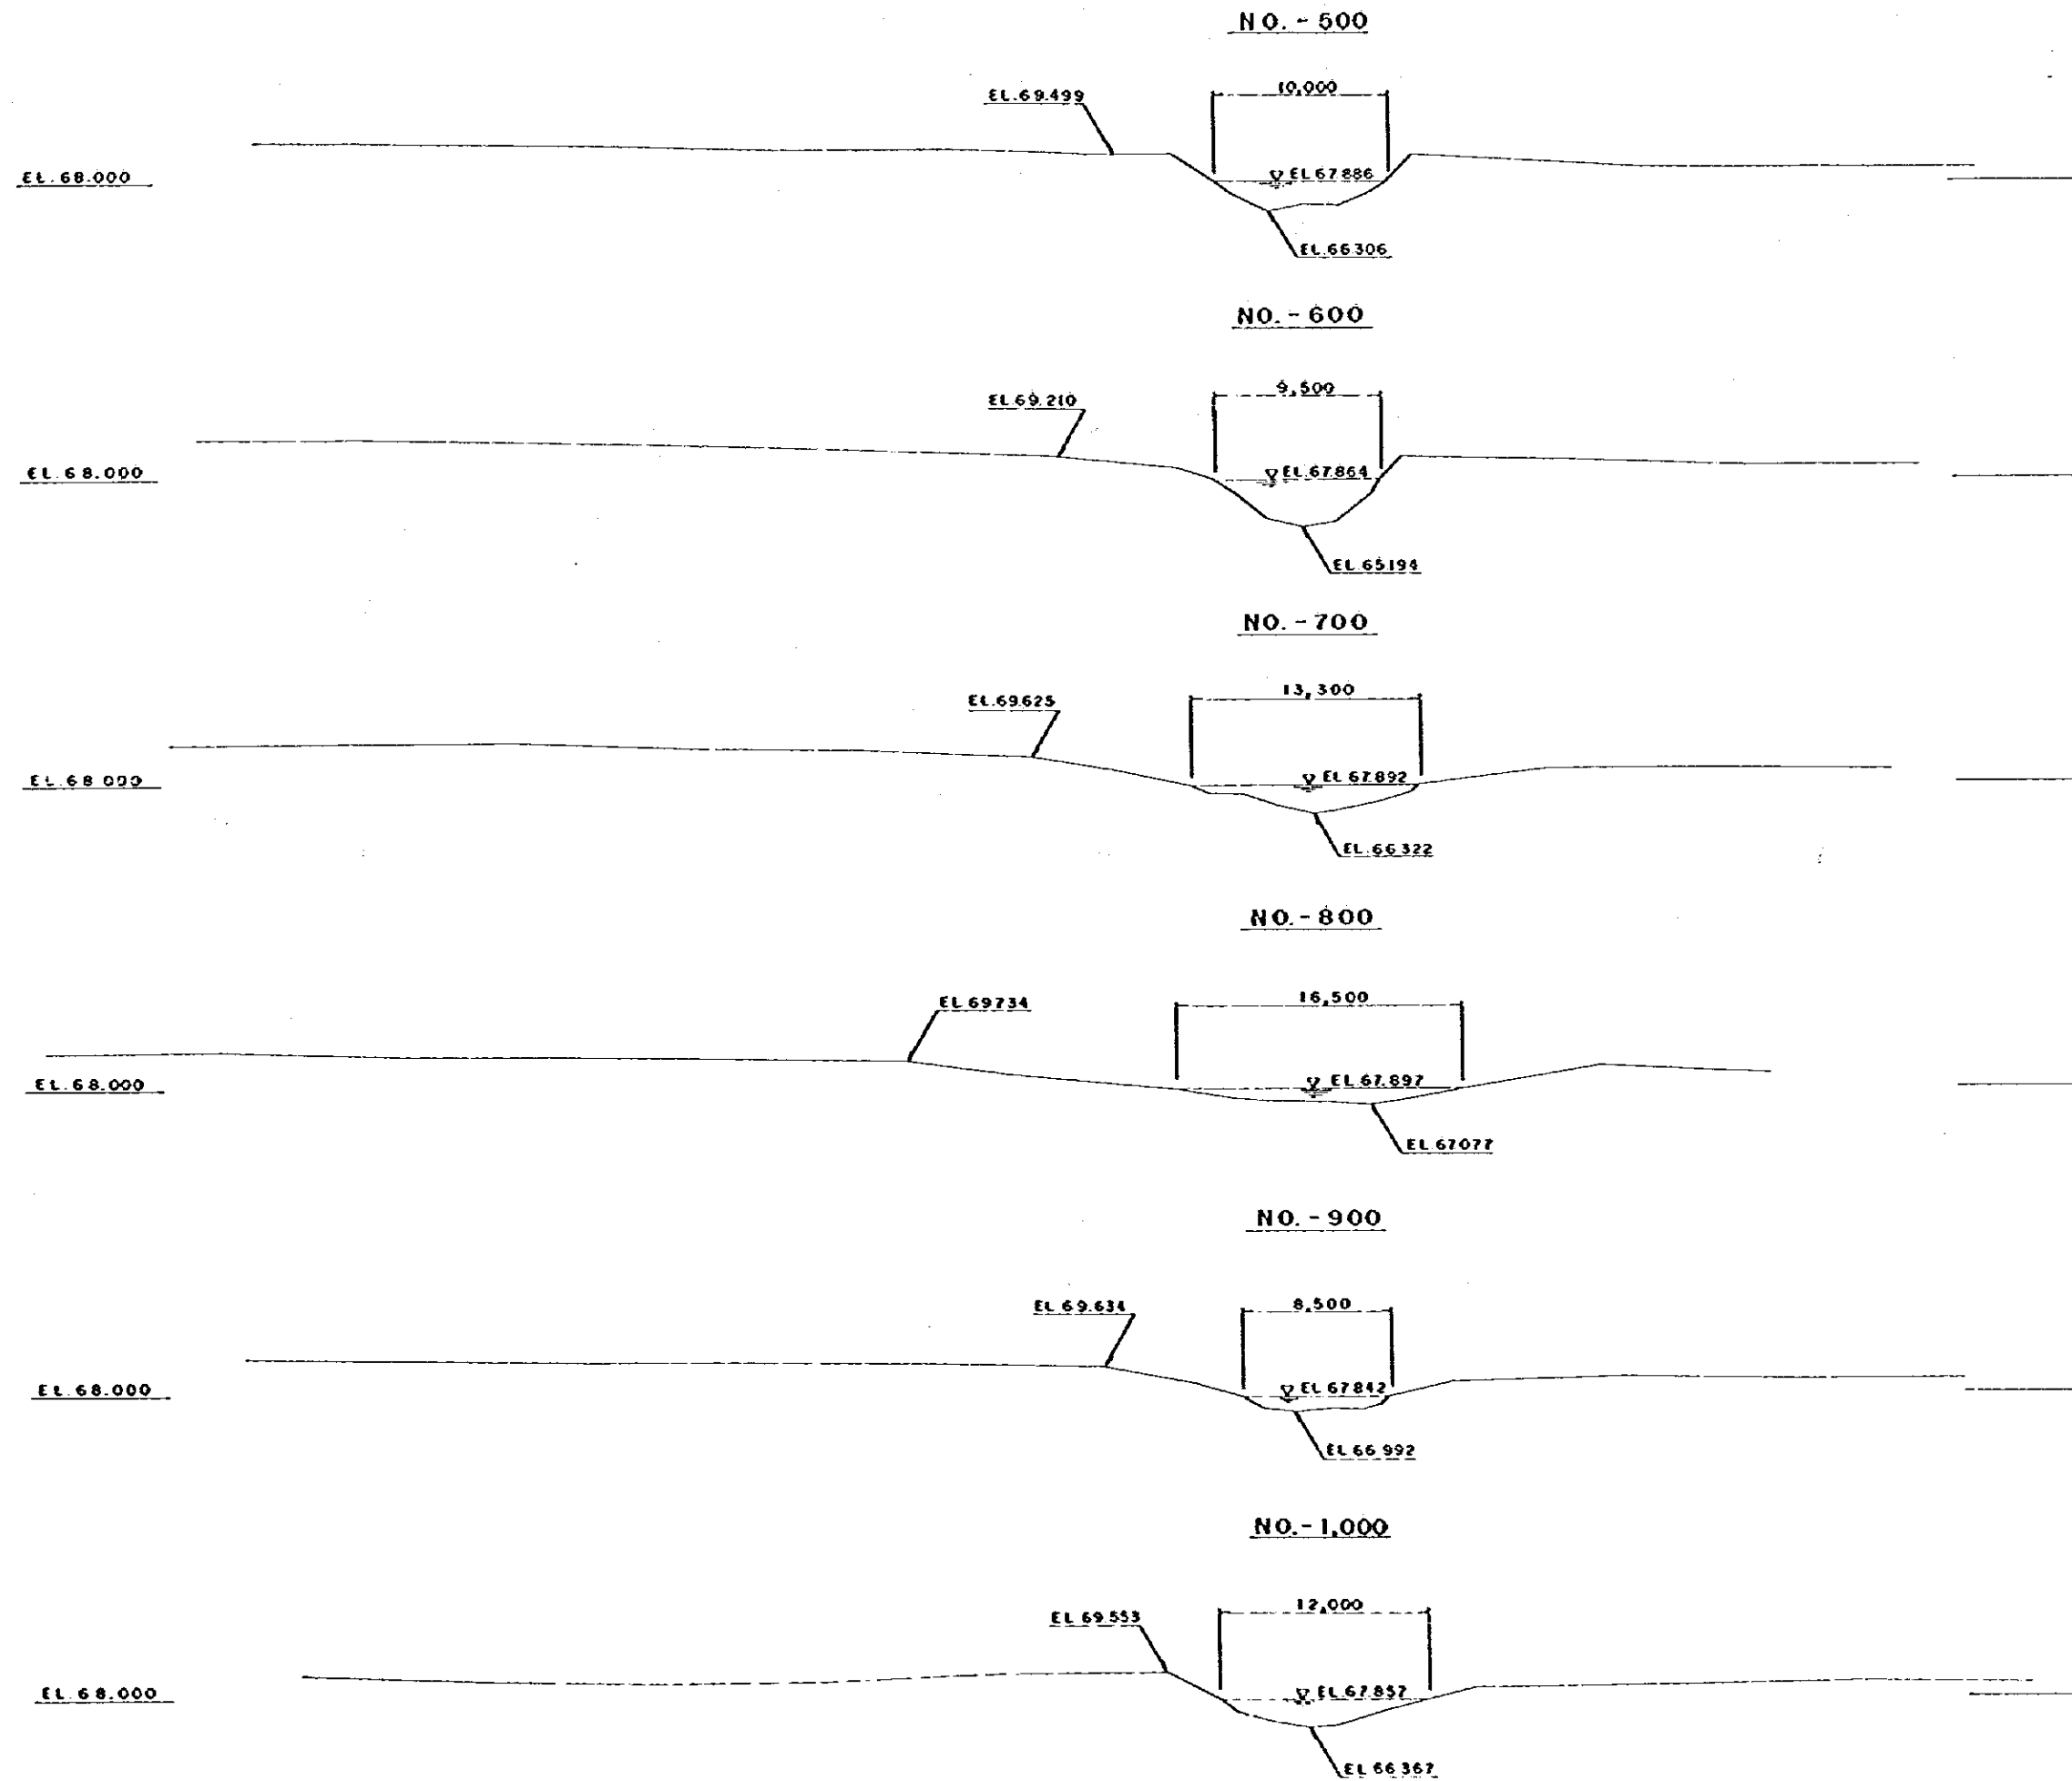 NO. - 500
10,000
EL.69.499
EL.68.000
EL 67.886
EL.66.306
NO. - 600
9,500
EL.69.210
EL.68.000
EL.67.864
EL.65.194
NO. - 700
13,300
EL.69.625
EL.68.000
EL 67.892
EL.66.322
NO. - 800
16,500
EL 69.734
EL.68.000
EL.67.897
EL.67.077
NO. - 900
8,500
EL 69.634
EL.68.000
EL 67.842
EL 66.992
NO. - 1,000
12,000
EL 69.553
EL.68.000
EL.67.857
EL 66.367